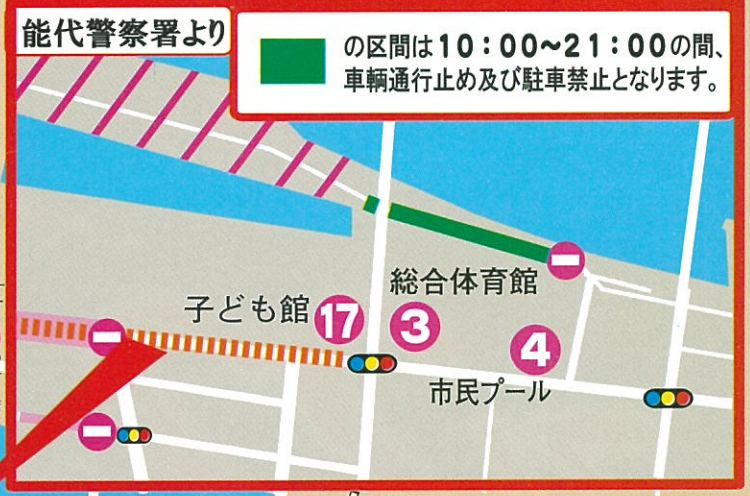 能代警察署より
の区間は10：00～21：00の間、
車輌通行止め及び駐車禁止となります。
総合体育館
子ども館
17
3
4
市民プール